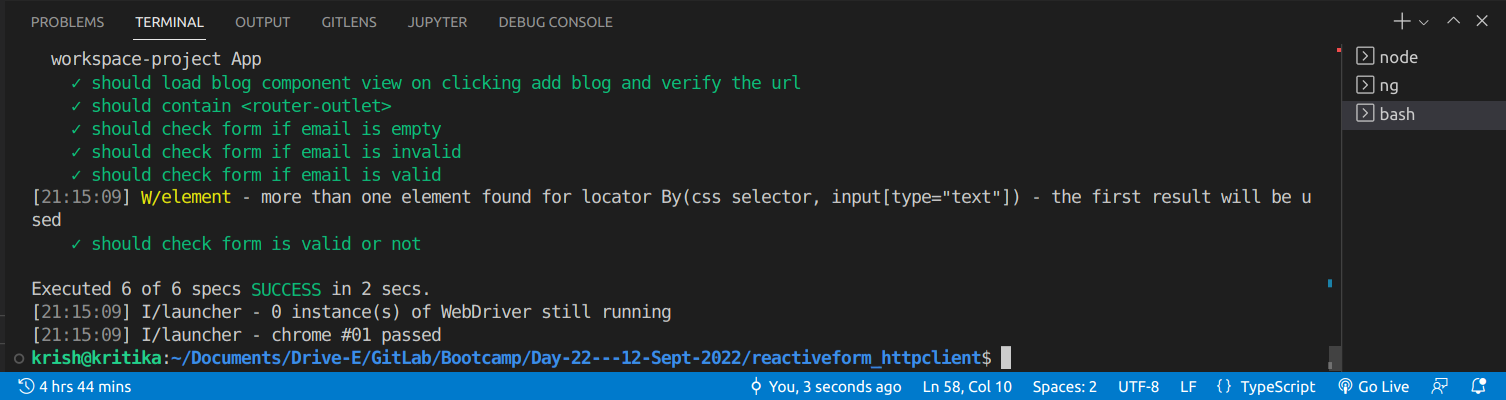 PROBLEMS TERMINAL OUTPUT GITLENS JUPYTER DEBUG CONSOLE
workspace-project App
✓ should load blog component view on clicking add blog and verify the url
✓ should contain <router-outlet>
✓ should check form if email is empty
✓ should check form if email is invalid
✓ should check form if email is valid
[21:15:09] W/element - more than one element found for locator By(css selector, input[type="text"]) - the first result will be u
sed
✓ should check form is valid or not
Executed 6 of 6 specs SUCCESS in 2 secs.
[21:15:09] I/launcher - 0 instance(s) of WebDriver still running
[21:15:09] I/launcher - chrome #01 passed
krish@kritika:~/Documents/Drive-E/GitLab/Bootcamp/Day-22---12-Sept-2022/reactiveform_httpclient$
node
ng
bash
4 hrs 44 mins You, 3 seconds ago Ln 58, Col 10 Spaces: 2 UTF-8 LF {} TypeScript Go Live